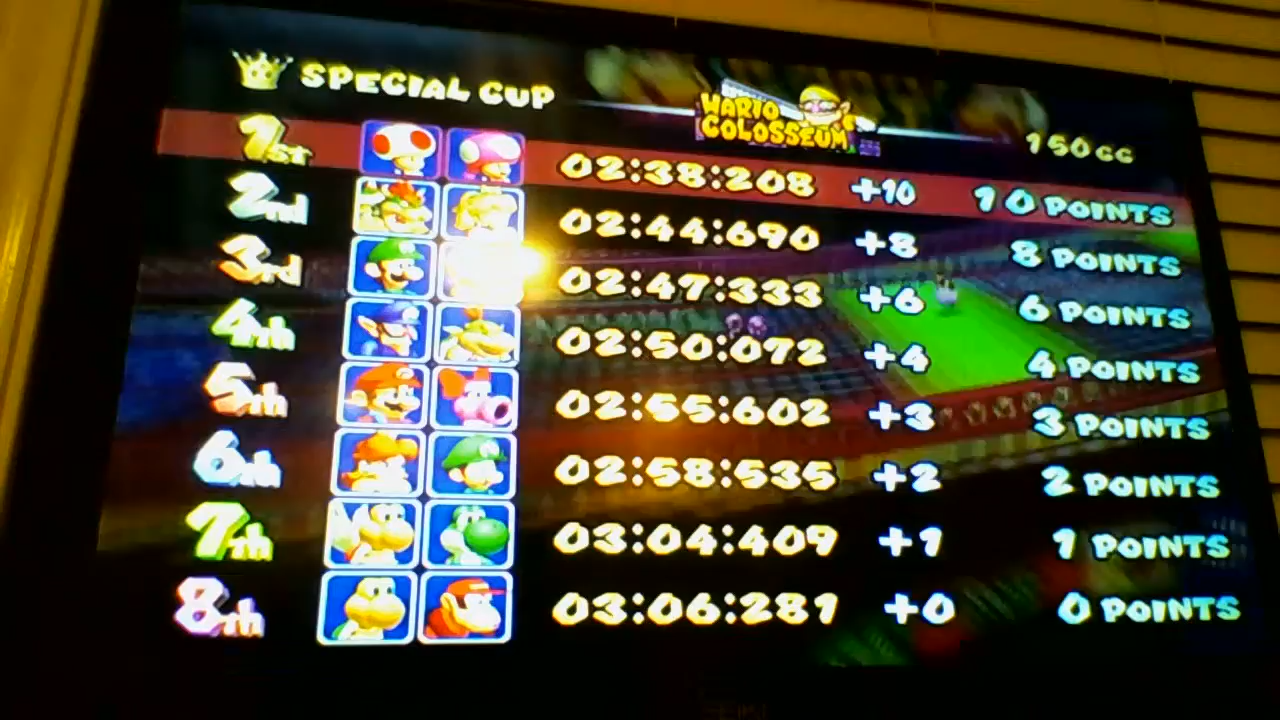 SPECIAL CUP
WARIO COLOSSEUM
150cc
1st 02:38:208 +10 10 POINTS
2nd 02:44:690 +8 8 POINTS
3rd 02:47:333 +6 6 POINTS
4th 02:50:072 +4 4 POINTS
5th 02:55:602 +3 3 POINTS
6th 02:58:535 +2 2 POINTS
7th 03:04:409 +1 1 POINTS
8th 03:06:281 +0 0 POINTS